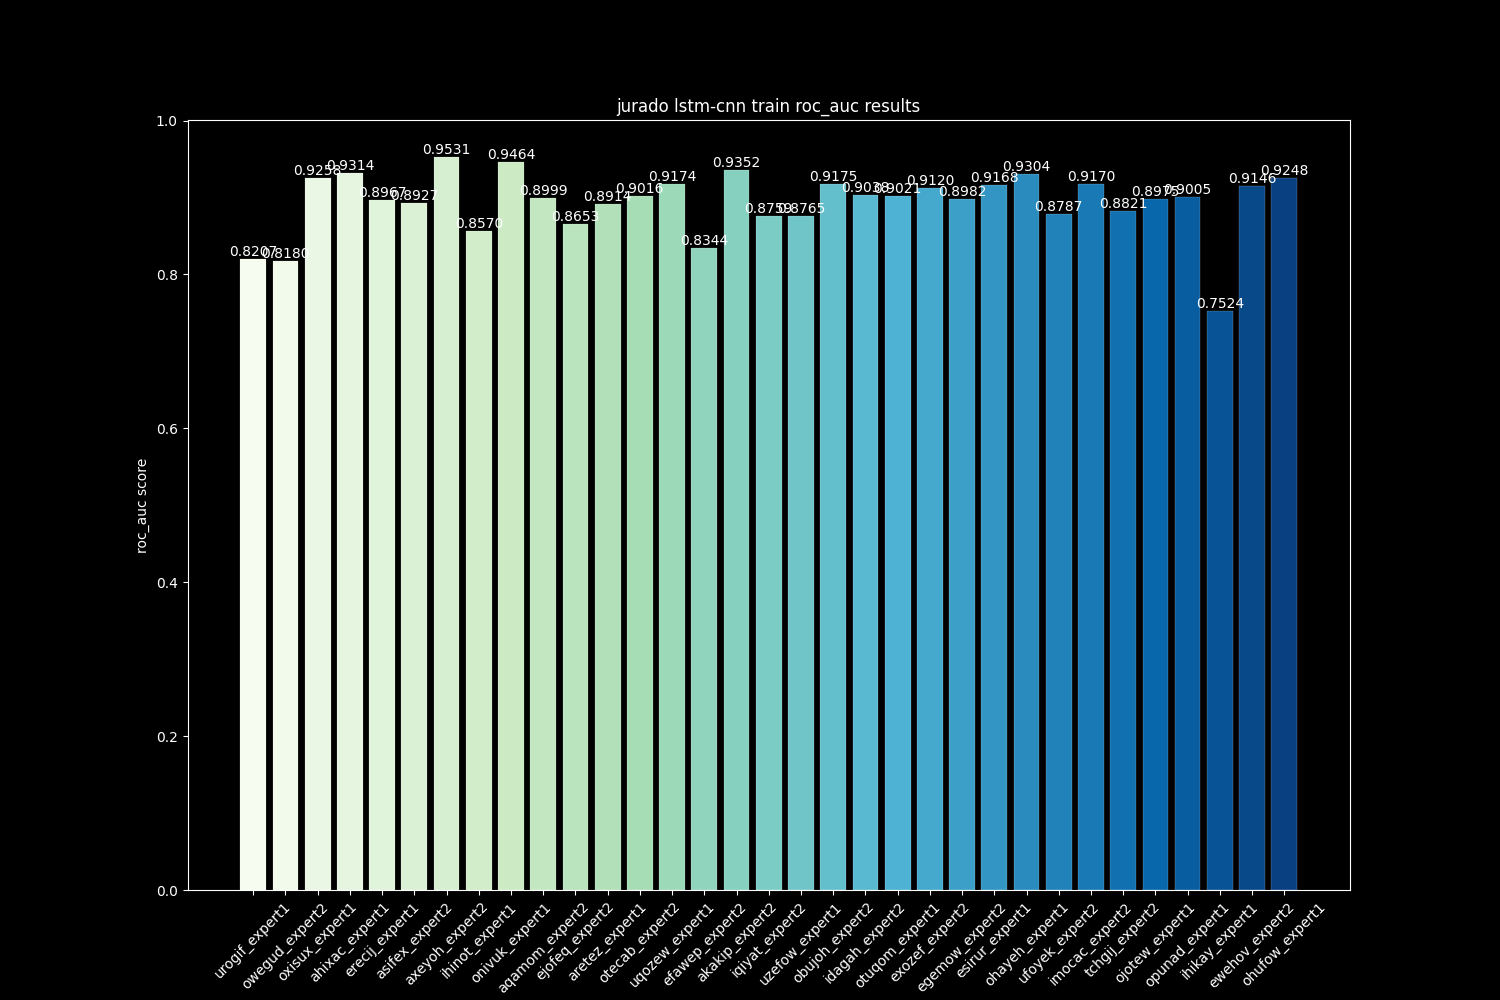 jurado lstm-cnn train roc_auc results
1.0
0.8
0.6
0.4
0.2
0.0
roc_auc score
0.8207
0.8180
0.9258
0.9314
0.8967
0.8927
0.9531
0.8570
0.9464
0.8999
0.8653
0.8914
0.9016
0.9174
0.8344
0.9352
0.8759
0.8765
0.9175
0.9038
0.9021
0.9120
0.8982
0.9168
0.9304
0.8787
0.9170
0.8821
0.8975
0.9005
0.7524
0.9146
0.9248
urogif_expert1
owegud_expert2
oxisux_expert1
ahixac_expert1
erecij_expert1
asifex_expert2
axeyoh_expert2
ihinot_expert1
onivuk_expert1
aqamom_expert2
ejofeq_expert2
aretez_expert1
otecab_expert2
uqozew_expert1
efawep_expert2
akakip_expert2
iqiyat_expert2
uzefow_expert1
obujoh_expert2
idagah_expert2
otuqom_expert1
exozef_expert2
egemow_expert2
esirur_expert1
ohayeh_expert1
ufoyek_expert2
imocac_expert2
tchgjj_expert2
ojotew_expert1
opunad_expert1
ihikay_expert1
ewehov_expert2
ohufow_expert1